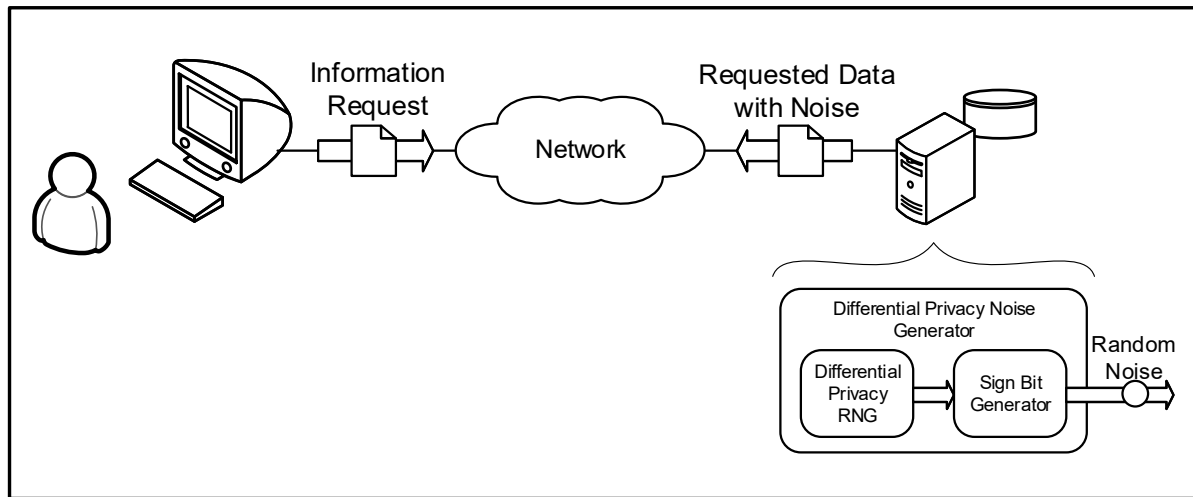 Information
Request
Requested Data
with Noise
Network
Differential Privacy Noise
Generator
Differential
Privacy
RNG
Sign Bit
Generator
Random
Noise